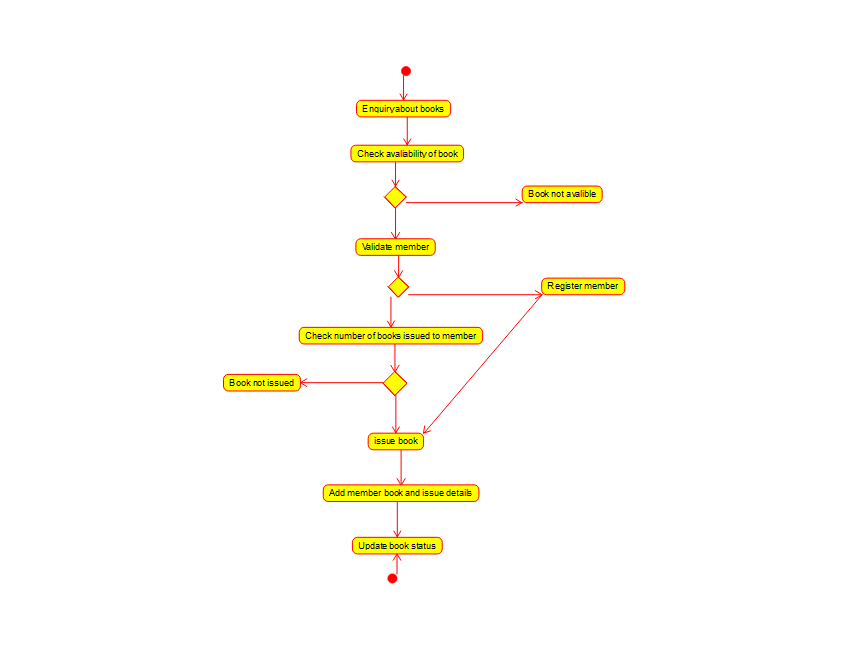 Enquiryabout books
Check avaliability of book
Book not avalible
Validate member
Register member
Check number of books issued to member
Book not issued
issue book
Add member book and issue details
Update book status